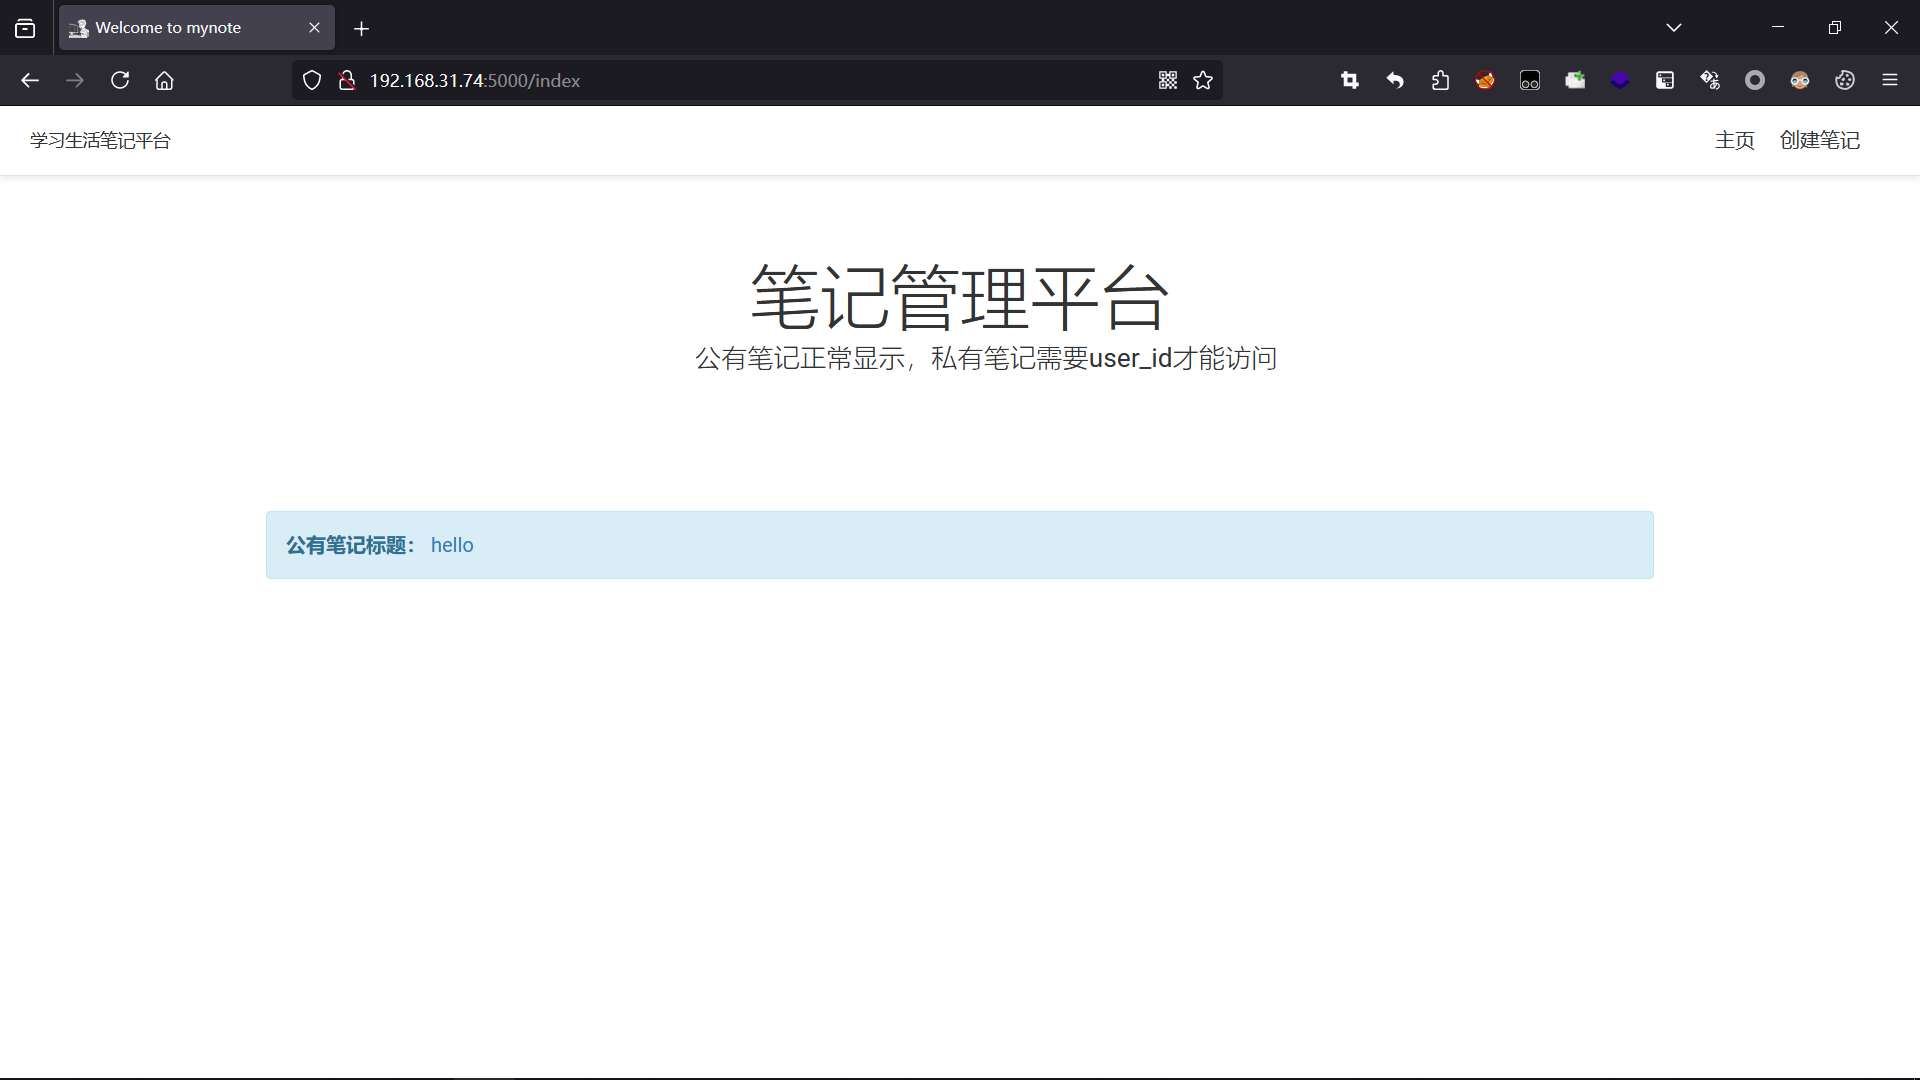 Welcome to mynote
192.168.31.74:5000/index
学习生活笔记平台
主页 创建笔记
笔记管理平台
公有笔记正常显示，私有笔记需要user_id才能访问
公有笔记标题： hello